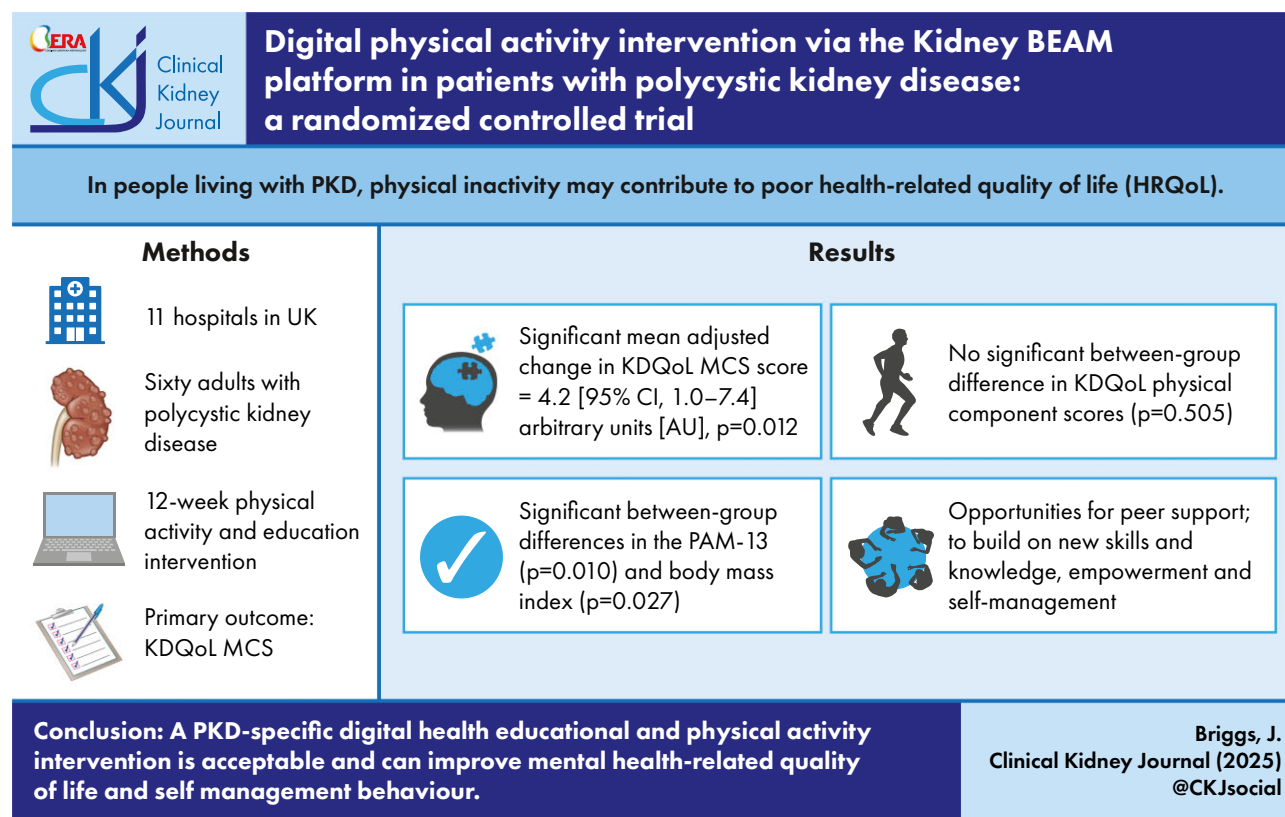 ERA
CKJ
Clinical
Kidney
Journal
Digital physical activity intervention via the Kidney BEAM
platform in patients with polycystic kidney disease:
a randomized controlled trial
In people living with PKD, physical inactivity may contribute to poor health-related quality of life (HRQoL).
Methods
11 hospitals in UK
Sixty adults with
polycystic kidney
disease
12-week physical
activity and education
intervention
Primary outcome:
KDQoL MCS
Results
Significant mean adjusted
change in KDQoL MCS score
= 4.2 [95% CI, 1.0–7.4]
arbitrary units [AU], p=0.012
No significant between-group
difference in KDQoL physical
component scores (p=0.505)
Significant between-group
differences in the PAM-13
(p=0.010) and body mass
index (p=0.027)
Opportunities for peer support;
to build on new skills and
knowledge, empowerment and
self-management
Conclusion: A PKD-specific digital health educational and physical activity
intervention is acceptable and can improve mental health-related quality
of life and self management behaviour.
Briggs, J.
Clinical Kidney Journal (2025)
@CKJsocial